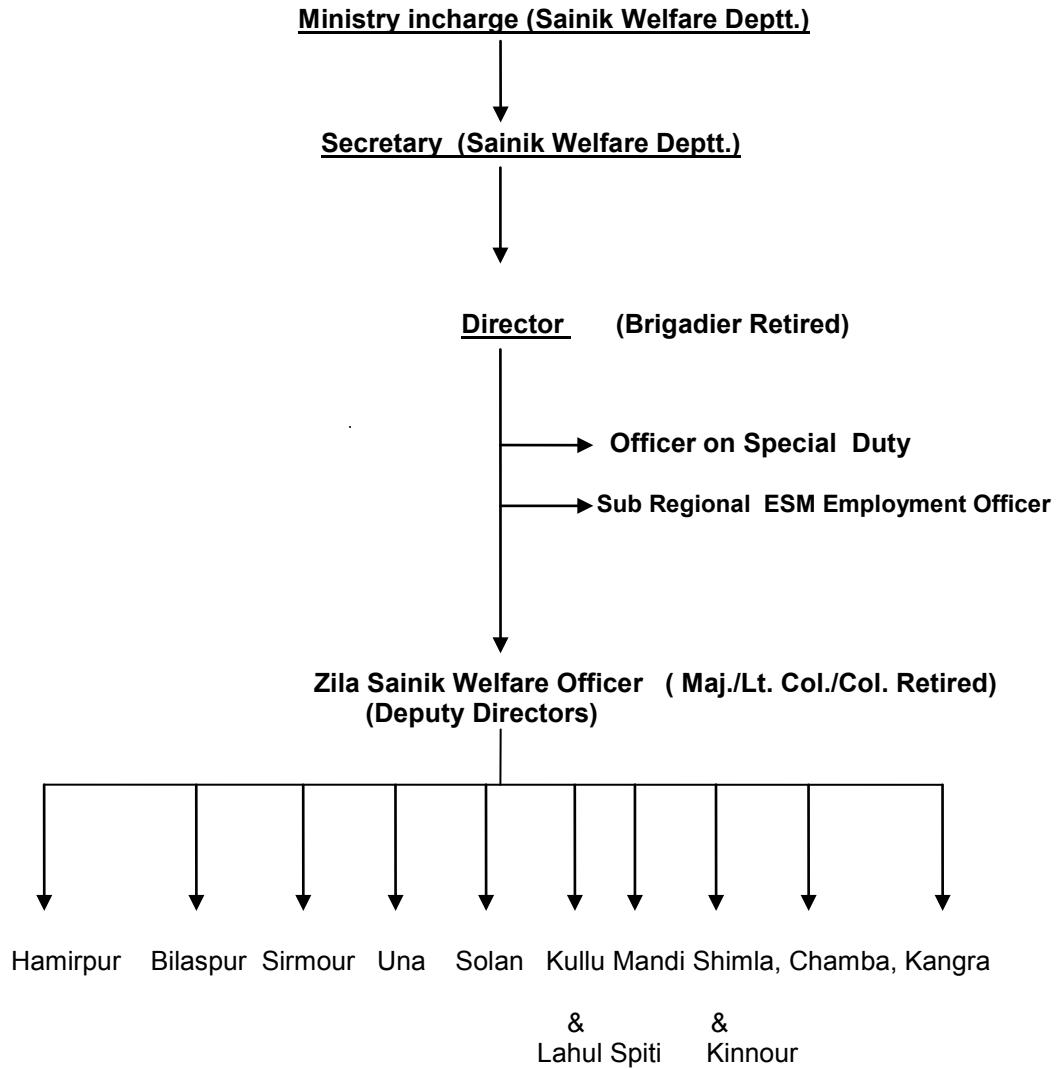 Ministry incharge (Sainik Welfare Deptt.)
Secretary (Sainik Welfare Deptt.)
Director (Brigadier Retired)
Officer on Special Duty
Sub Regional ESM Employment Officer
Zila Sainik Welfare Officer ( Maj./Lt. Col./Col. Retired)
(Deputy Directors)
Hamirpur Bilaspur Sirmour Una Solan Kullu Mandi Shimla, Chamba, Kangra
& &
Lahul Spiti Kinnour